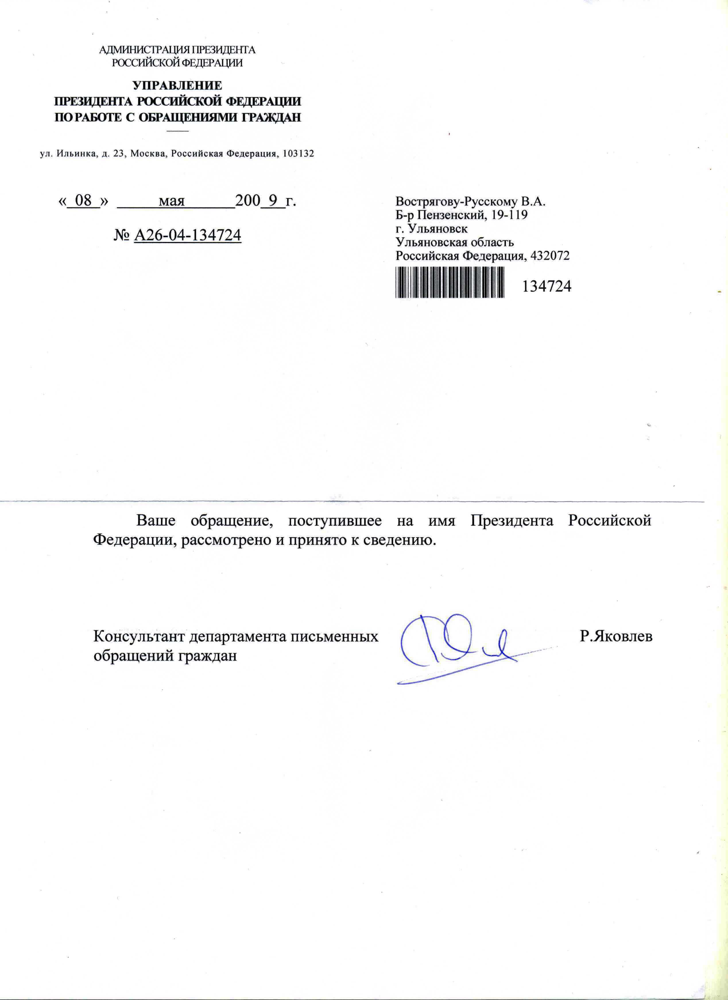 АДМИНИСТРАЦИЯ ПРЕЗИДЕНТА
РОССИЙСКОЙ ФЕДЕРАЦИИ
УПРАВЛЕНИЕ
ПРЕЗИДЕНТА РОССИЙСКОЙ ФЕДЕРАЦИИ
ПО РАБОТЕ С ОБРАЩЕНИЯМИ ГРАЖДАН
ул. Ильинка, д. 23, Москва, Российская Федерация, 103132
« 08 » мая 200 9 г.
№ А26-04-134724
Вострягову-Русскому В.А.
Б-р Пензенский, 19-119
г. Ульяновск
Ульяновская область
Российская Федерация, 432072
134724
Ваше обращение, поступившее на имя Президента Российской
Федерации, рассмотрено и принято к сведению.
Консультант департамента письменных
обращений граждан
Р.Яковлев